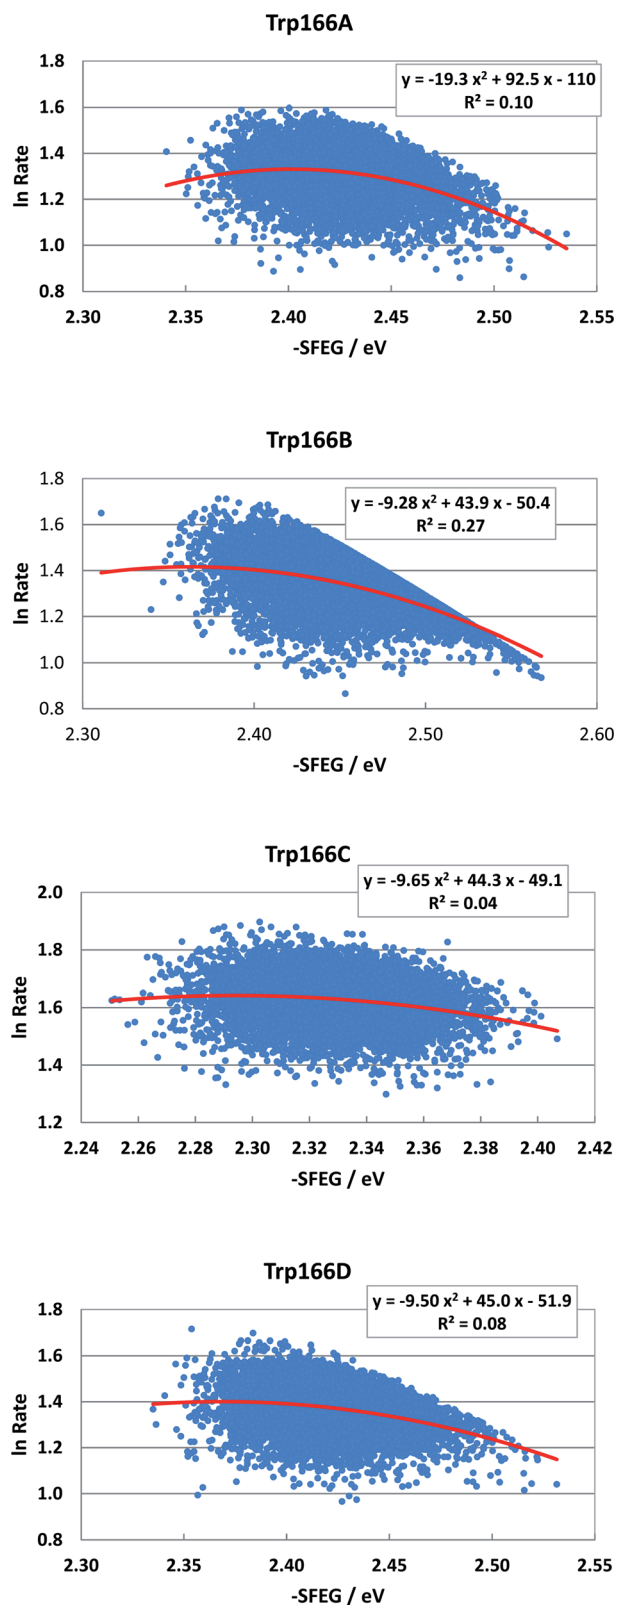 Trp166A
y = -19.3 x² + 92.5 x - 110
R² = 0.10
1.8
1.6
1.4
1.2
1.0
0.8
ln Rate
2.30 2.35 2.40 2.45 2.50 2.55
-SFEG / eV
Trp166B
y = -9.28 x² + 43.9 x - 50.4
R² = 0.27
1.8
1.6
1.4
1.2
1.0
0.8
ln Rate
2.30 2.40 2.50 2.60
-SFEG / eV
Trp166C
y = -9.65 x² + 44.3 x - 49.1
R² = 0.04
2.0
1.8
1.6
1.4
1.2
ln Rate
2.24 2.26 2.28 2.30 2.32 2.34 2.36 2.38 2.40 2.42
-SFEG / eV
Trp166D
y = -9.50 x² + 45.0 x - 51.9
R² = 0.08
1.8
1.6
1.4
1.2
1.0
0.8
ln Rate
2.30 2.35 2.40 2.45 2.50 2.55
-SFEG / eV